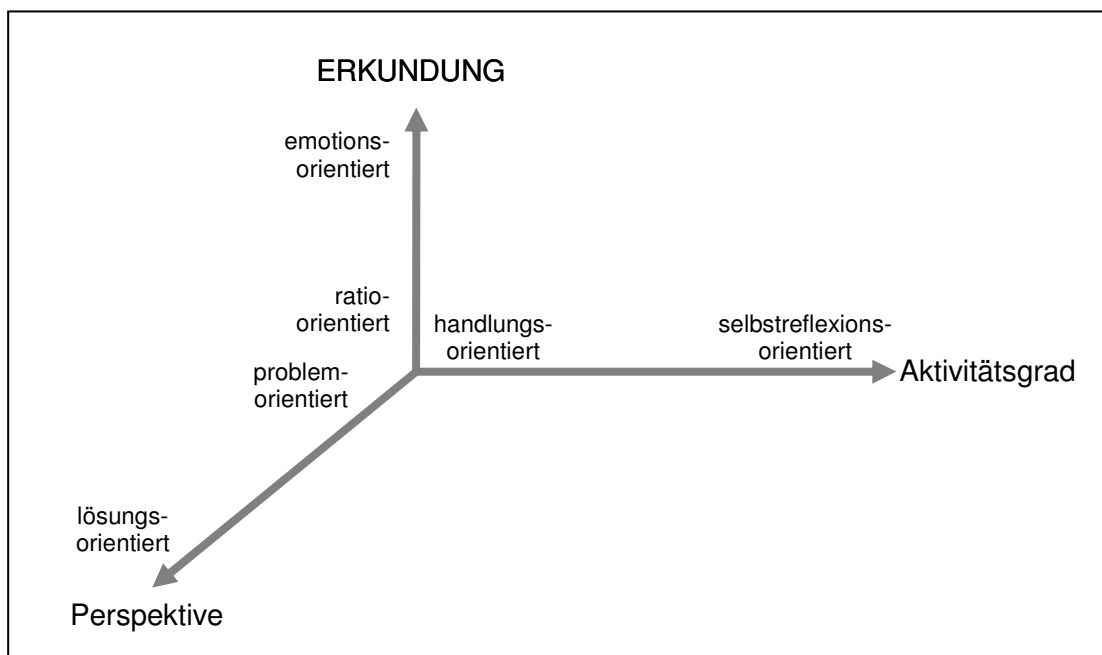 ERKUNDUNG
emotions-
orientiert
ratio-
orientiert
handlungs-
orientiert
selbstreflexions-
orientiert
Aktivitätsgrad
problem-
orientiert
lösungs-
orientiert
Perspektive